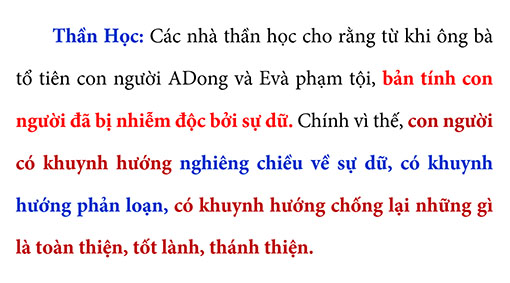 Thần Học: Các nhà thần học cho rằng từ khi ông bà
tổ tiên con người ADong và Evà phạm tội, bản tính con
người đã bị nhiễm độc bởi sự dữ. Chính vì thế, con người
có khuynh hướng nghiêng chiều về sự dữ, có khuynh
hướng phản loạn, có khuynh hướng chống lại những gì
là toàn thiện, tốt lành, thánh thiện.